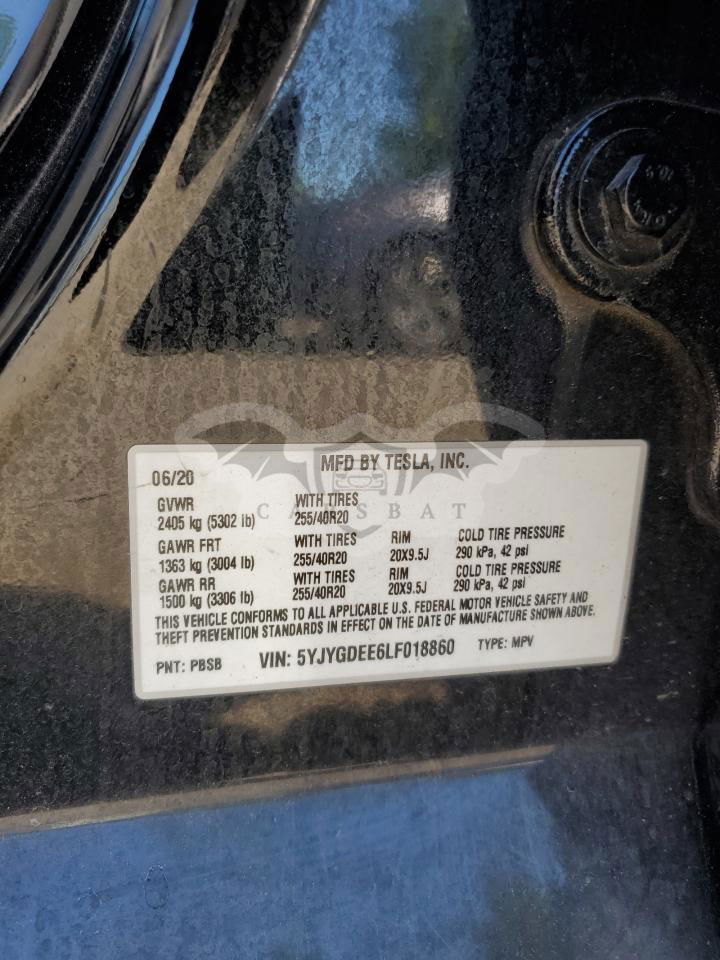 10.9
06/20 MFD BY TESLA, INC.
GVWR WITH TIRES
2405 kg (5302 lb) 255/40R20
CARSBAT
GAWR FRT WITH TIRES RIM COLD TIRE PRESSURE
1363 kg (3004 lb) 255/40R20 20X9.5J 290 kPa, 42 psi
GAWR RR WITH TIRES RIM COLD TIRE PRESSURE
1500 kg (3306 lb) 255/40R20 20X9.5J 290 kPa, 42 psi
THIS VEHICLE CONFORMS TO ALL APPLICABLE U.S. FEDERAL MOTOR VEHICLE SAFETY AND
THEFT PREVENTION STANDARDS IN EFFECT ON THE DATE OF MANUFACTURE SHOWN ABOVE.
PNT: PBSB VIN: 5YJYGDEE6LF018860 TYPE: MPV